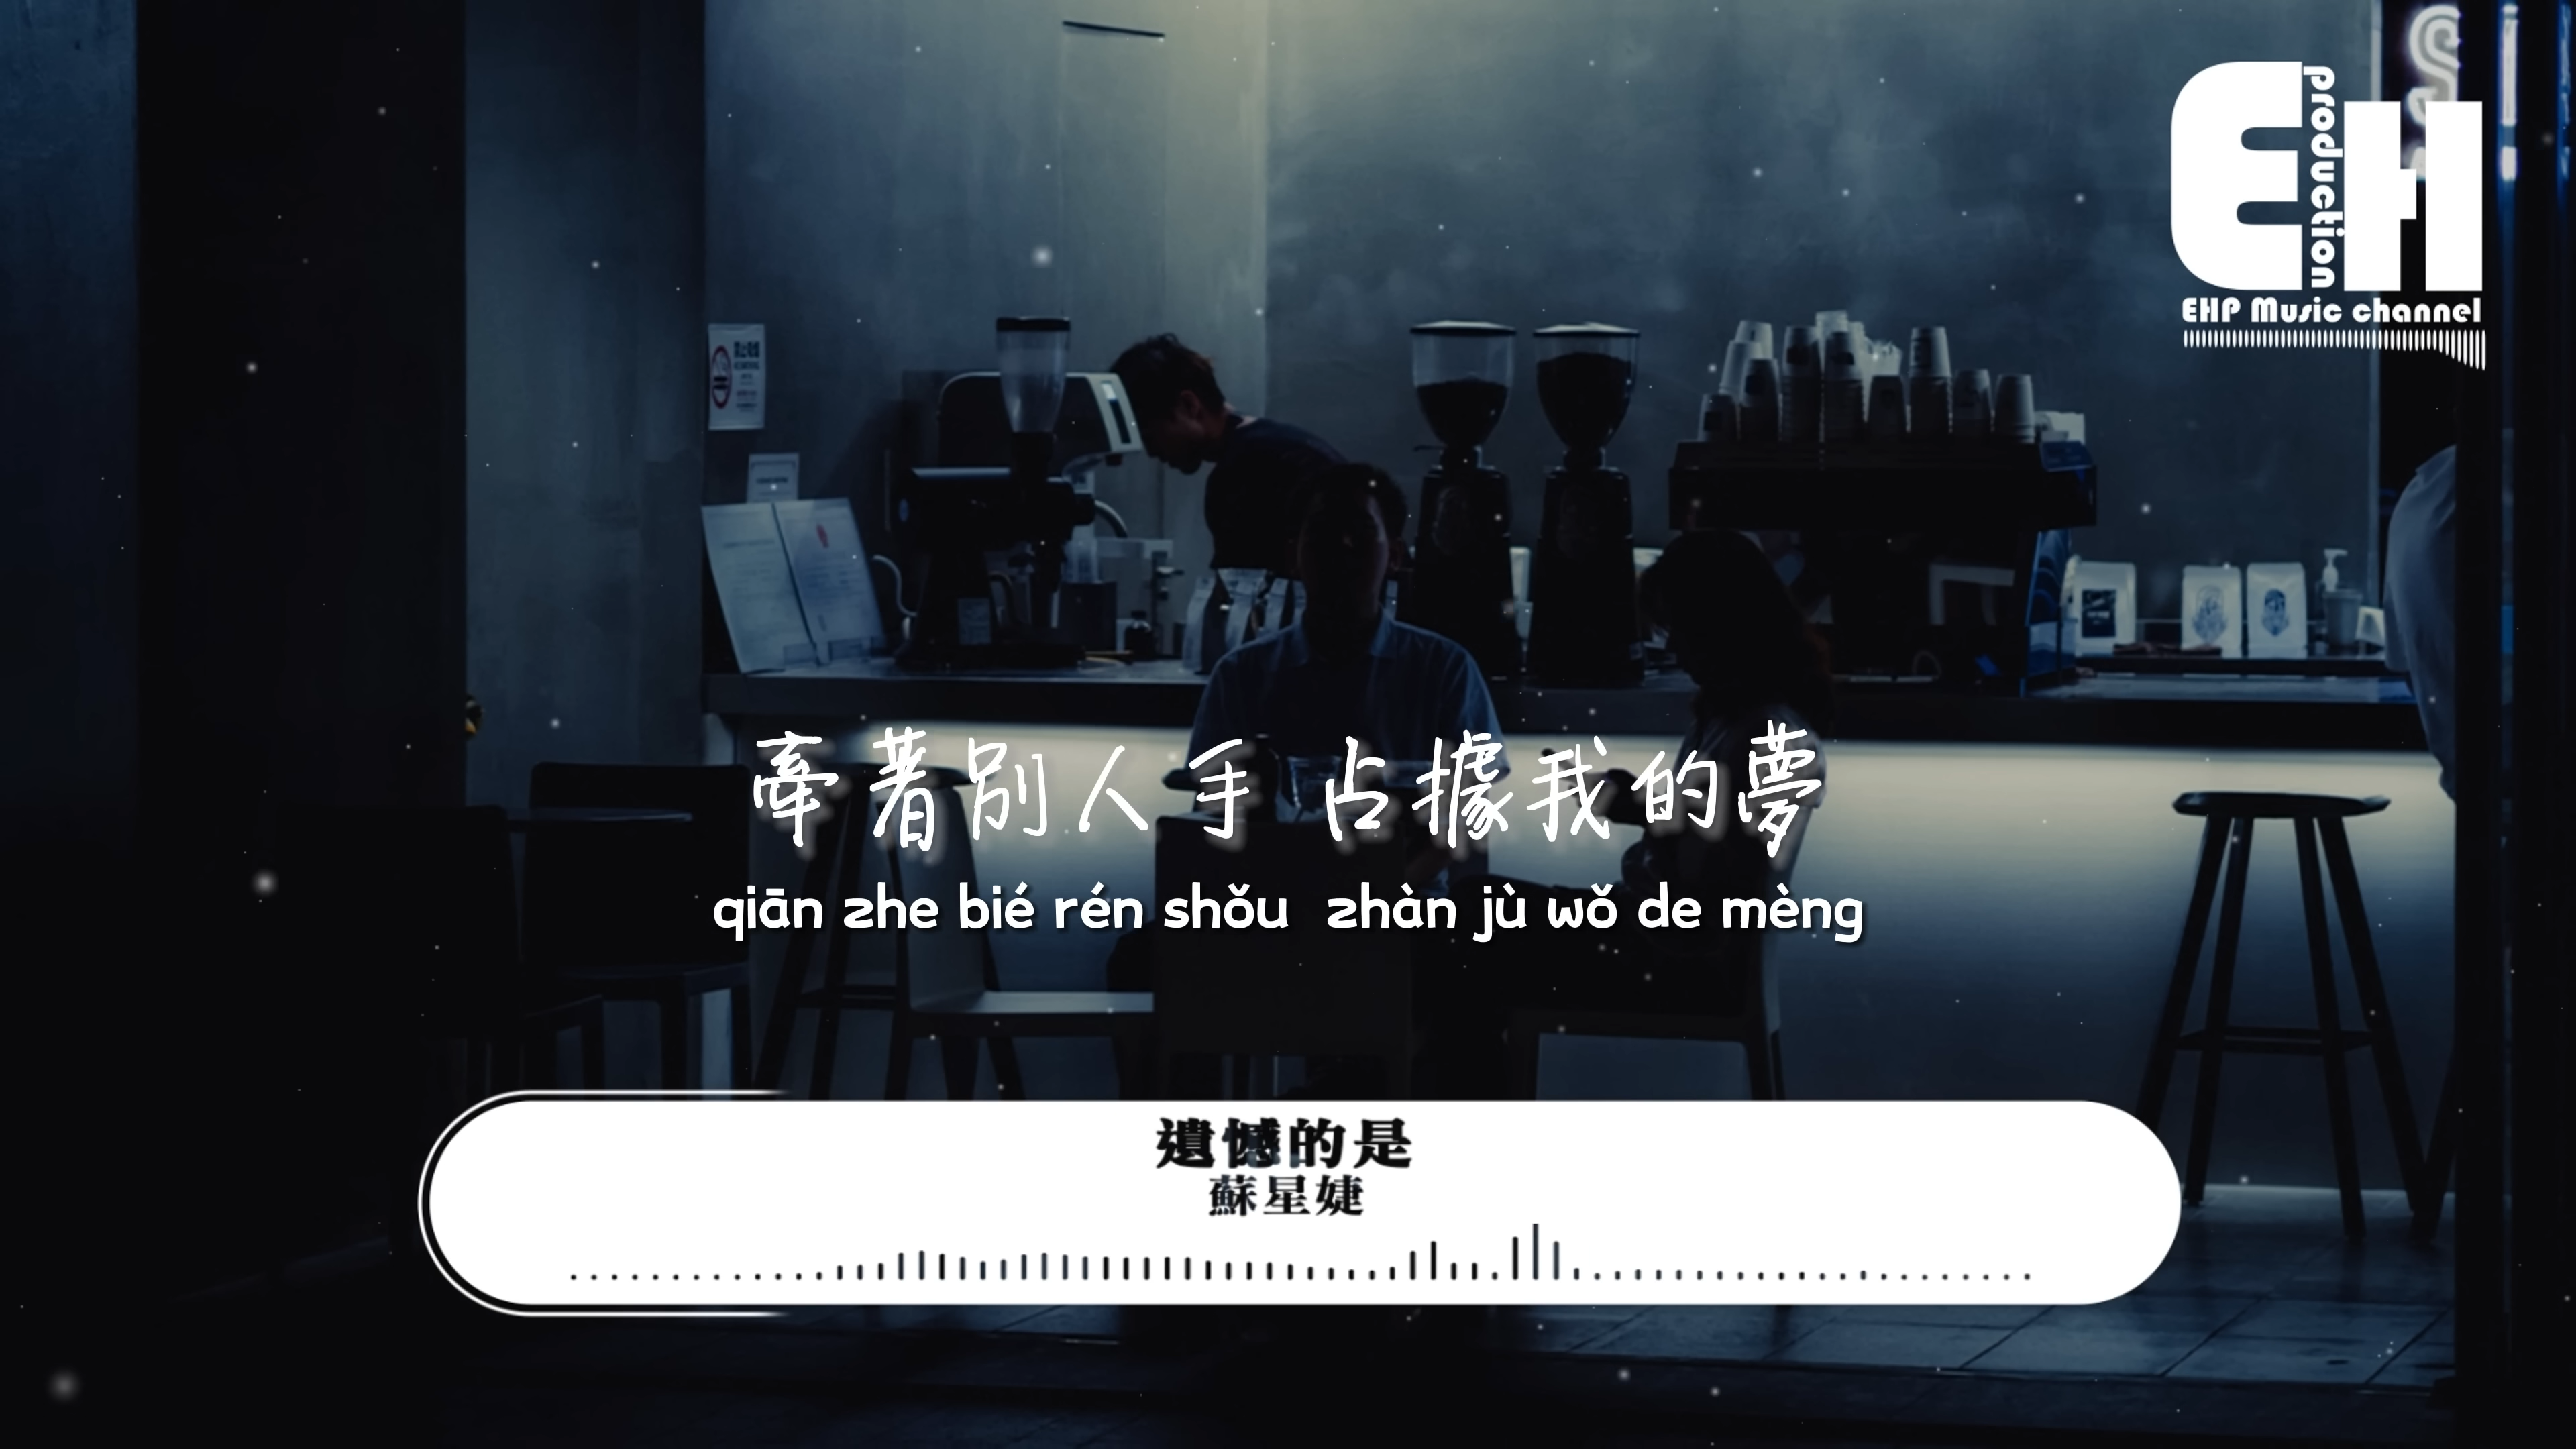 EH
production
EHP Music channel
牽著別人手 占據我的夢
qiān zhe bié rén shǒu zhàn jù wǒ de mèng
遺憾的是
蘇星婕